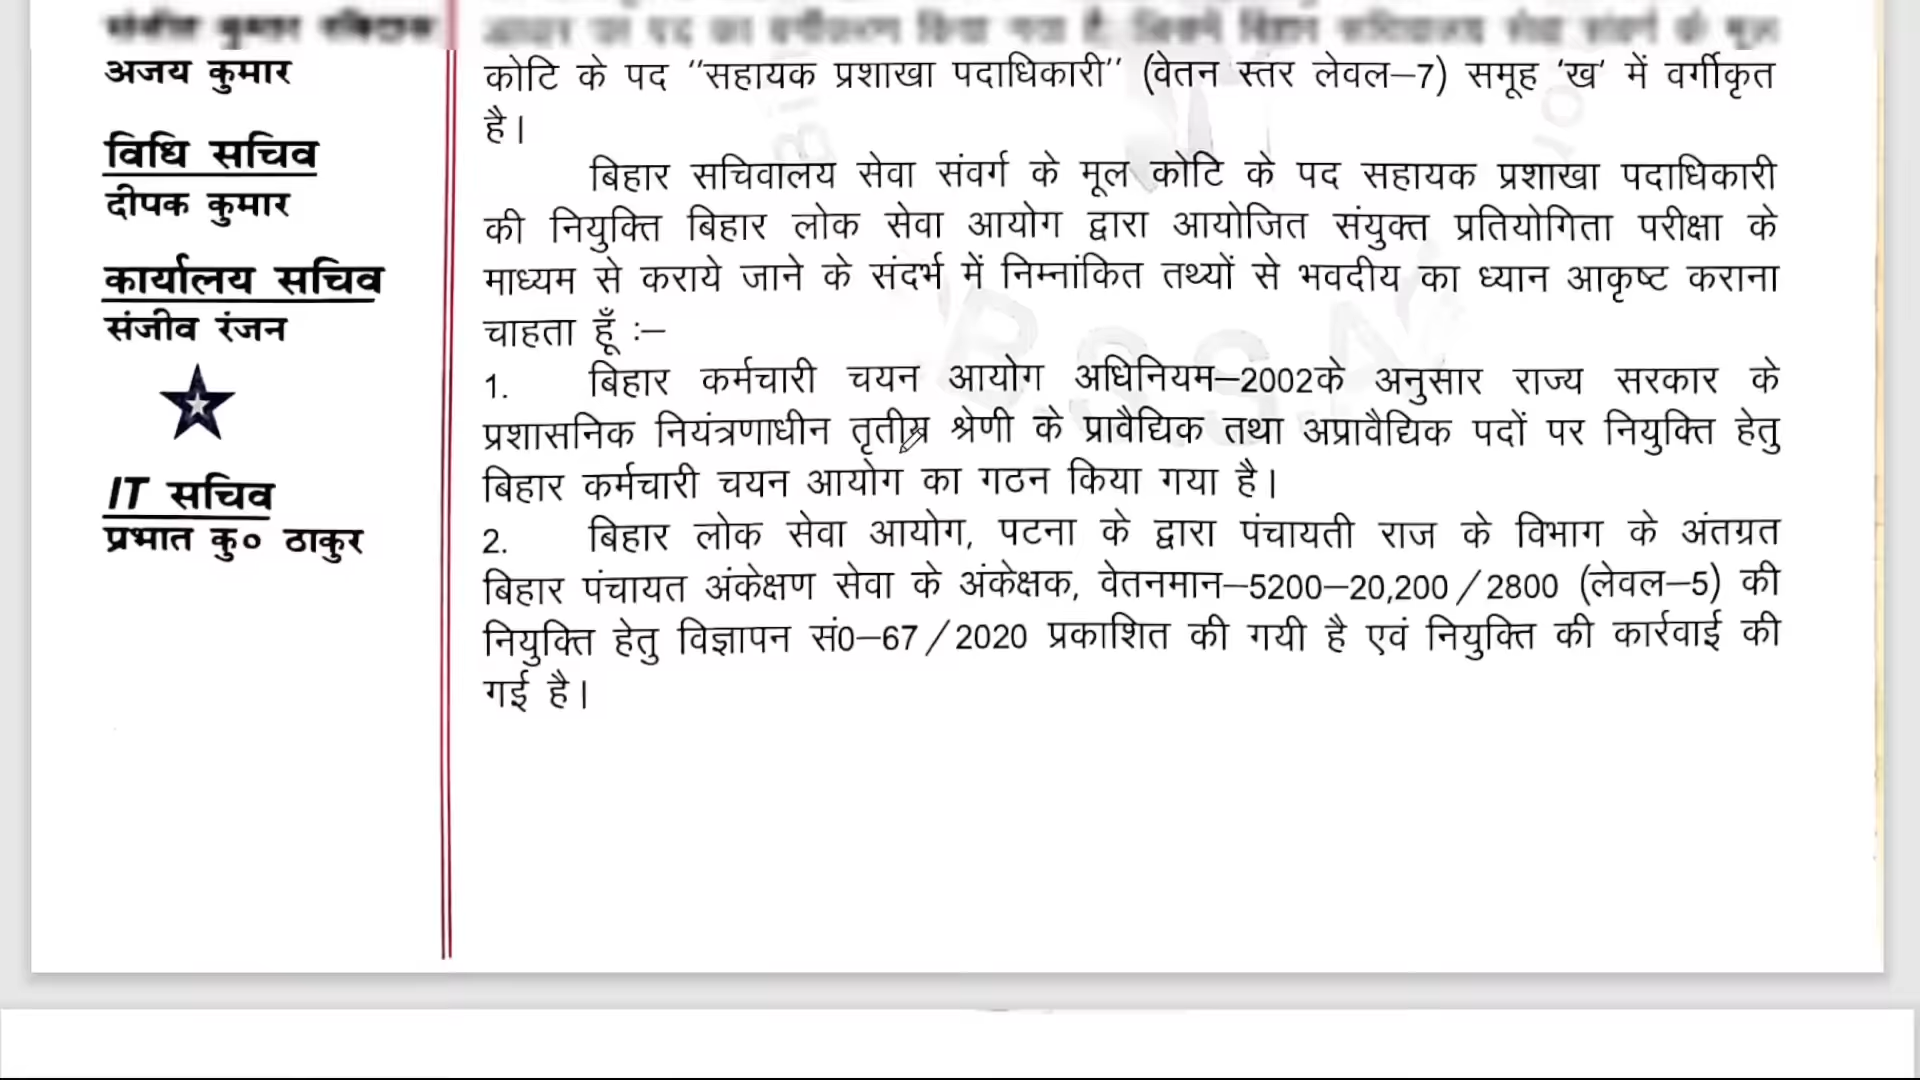 अजय कुमार
विधि सचिव
दीपक कुमार
कार्यालय सचिव
संजीव रंजन
IT सचिव
प्रभात कु० ठाकुर
कोटि के पद ‘‘सहायक प्रशाखा पदाधिकारी’’ (वेतन स्तर लेवल–7) समूह ‘ख’ में वर्गीकृत
है।
बिहार सचिवालय सेवा संवर्ग के मूल कोटि के पद सहायक प्रशाखा पदाधिकारी
की नियुक्ति बिहार लोक सेवा आयोग द्वारा आयोजित संयुक्त प्रतियोगिता परीक्षा के
माध्यम से कराये जाने के संदर्भ में निम्नांकित तथ्यों से भवदीय का ध्यान आकृष्ट कराना
चाहता हूँ :–
1. बिहार कर्मचारी चयन आयोग अधिनियम–2002के अनुसार राज्य सरकार के
प्रशासनिक नियंत्रणाधीन तृतीय श्रेणी के प्रावैद्यिक तथा अप्रावैद्यिक पदों पर नियुक्ति हेतु
बिहार कर्मचारी चयन आयोग का गठन किया गया है।
2. बिहार लोक सेवा आयोग, पटना के द्वारा पंचायती राज के विभाग के अंतग्रत
बिहार पंचायत अंकेक्षण सेवा के अंकेक्षक, वेतनमान–5200–20,200/2800 (लेवल–5) की
नियुक्ति हेतु विज्ञापन सं0–67/2020 प्रकाशित की गयी है एवं नियुक्ति की कार्रवाई की
गई है।
B.S.S.A